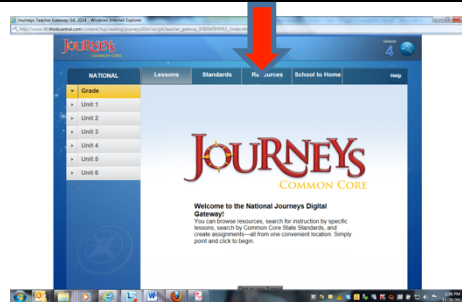 Journeys Teacher Gateway G4, 2014 - Windows Internet Explorer
JOURNEYS
COMMON CORE
GRADE
4
NATIONAL
Lessons
Standards
School to Home
Help
Grade
Unit 1
Unit 2
Unit 3
Unit 4
Unit 5
Unit 6
JOURNEYS
COMMON CORE
Welcome to the National Journeys Digital
Gateway!
You can browse resources, search for instruction by specific
lessons, search by Common Core State Standards, and
create assignments—all from one convenient location. Simply
point and click to begin.